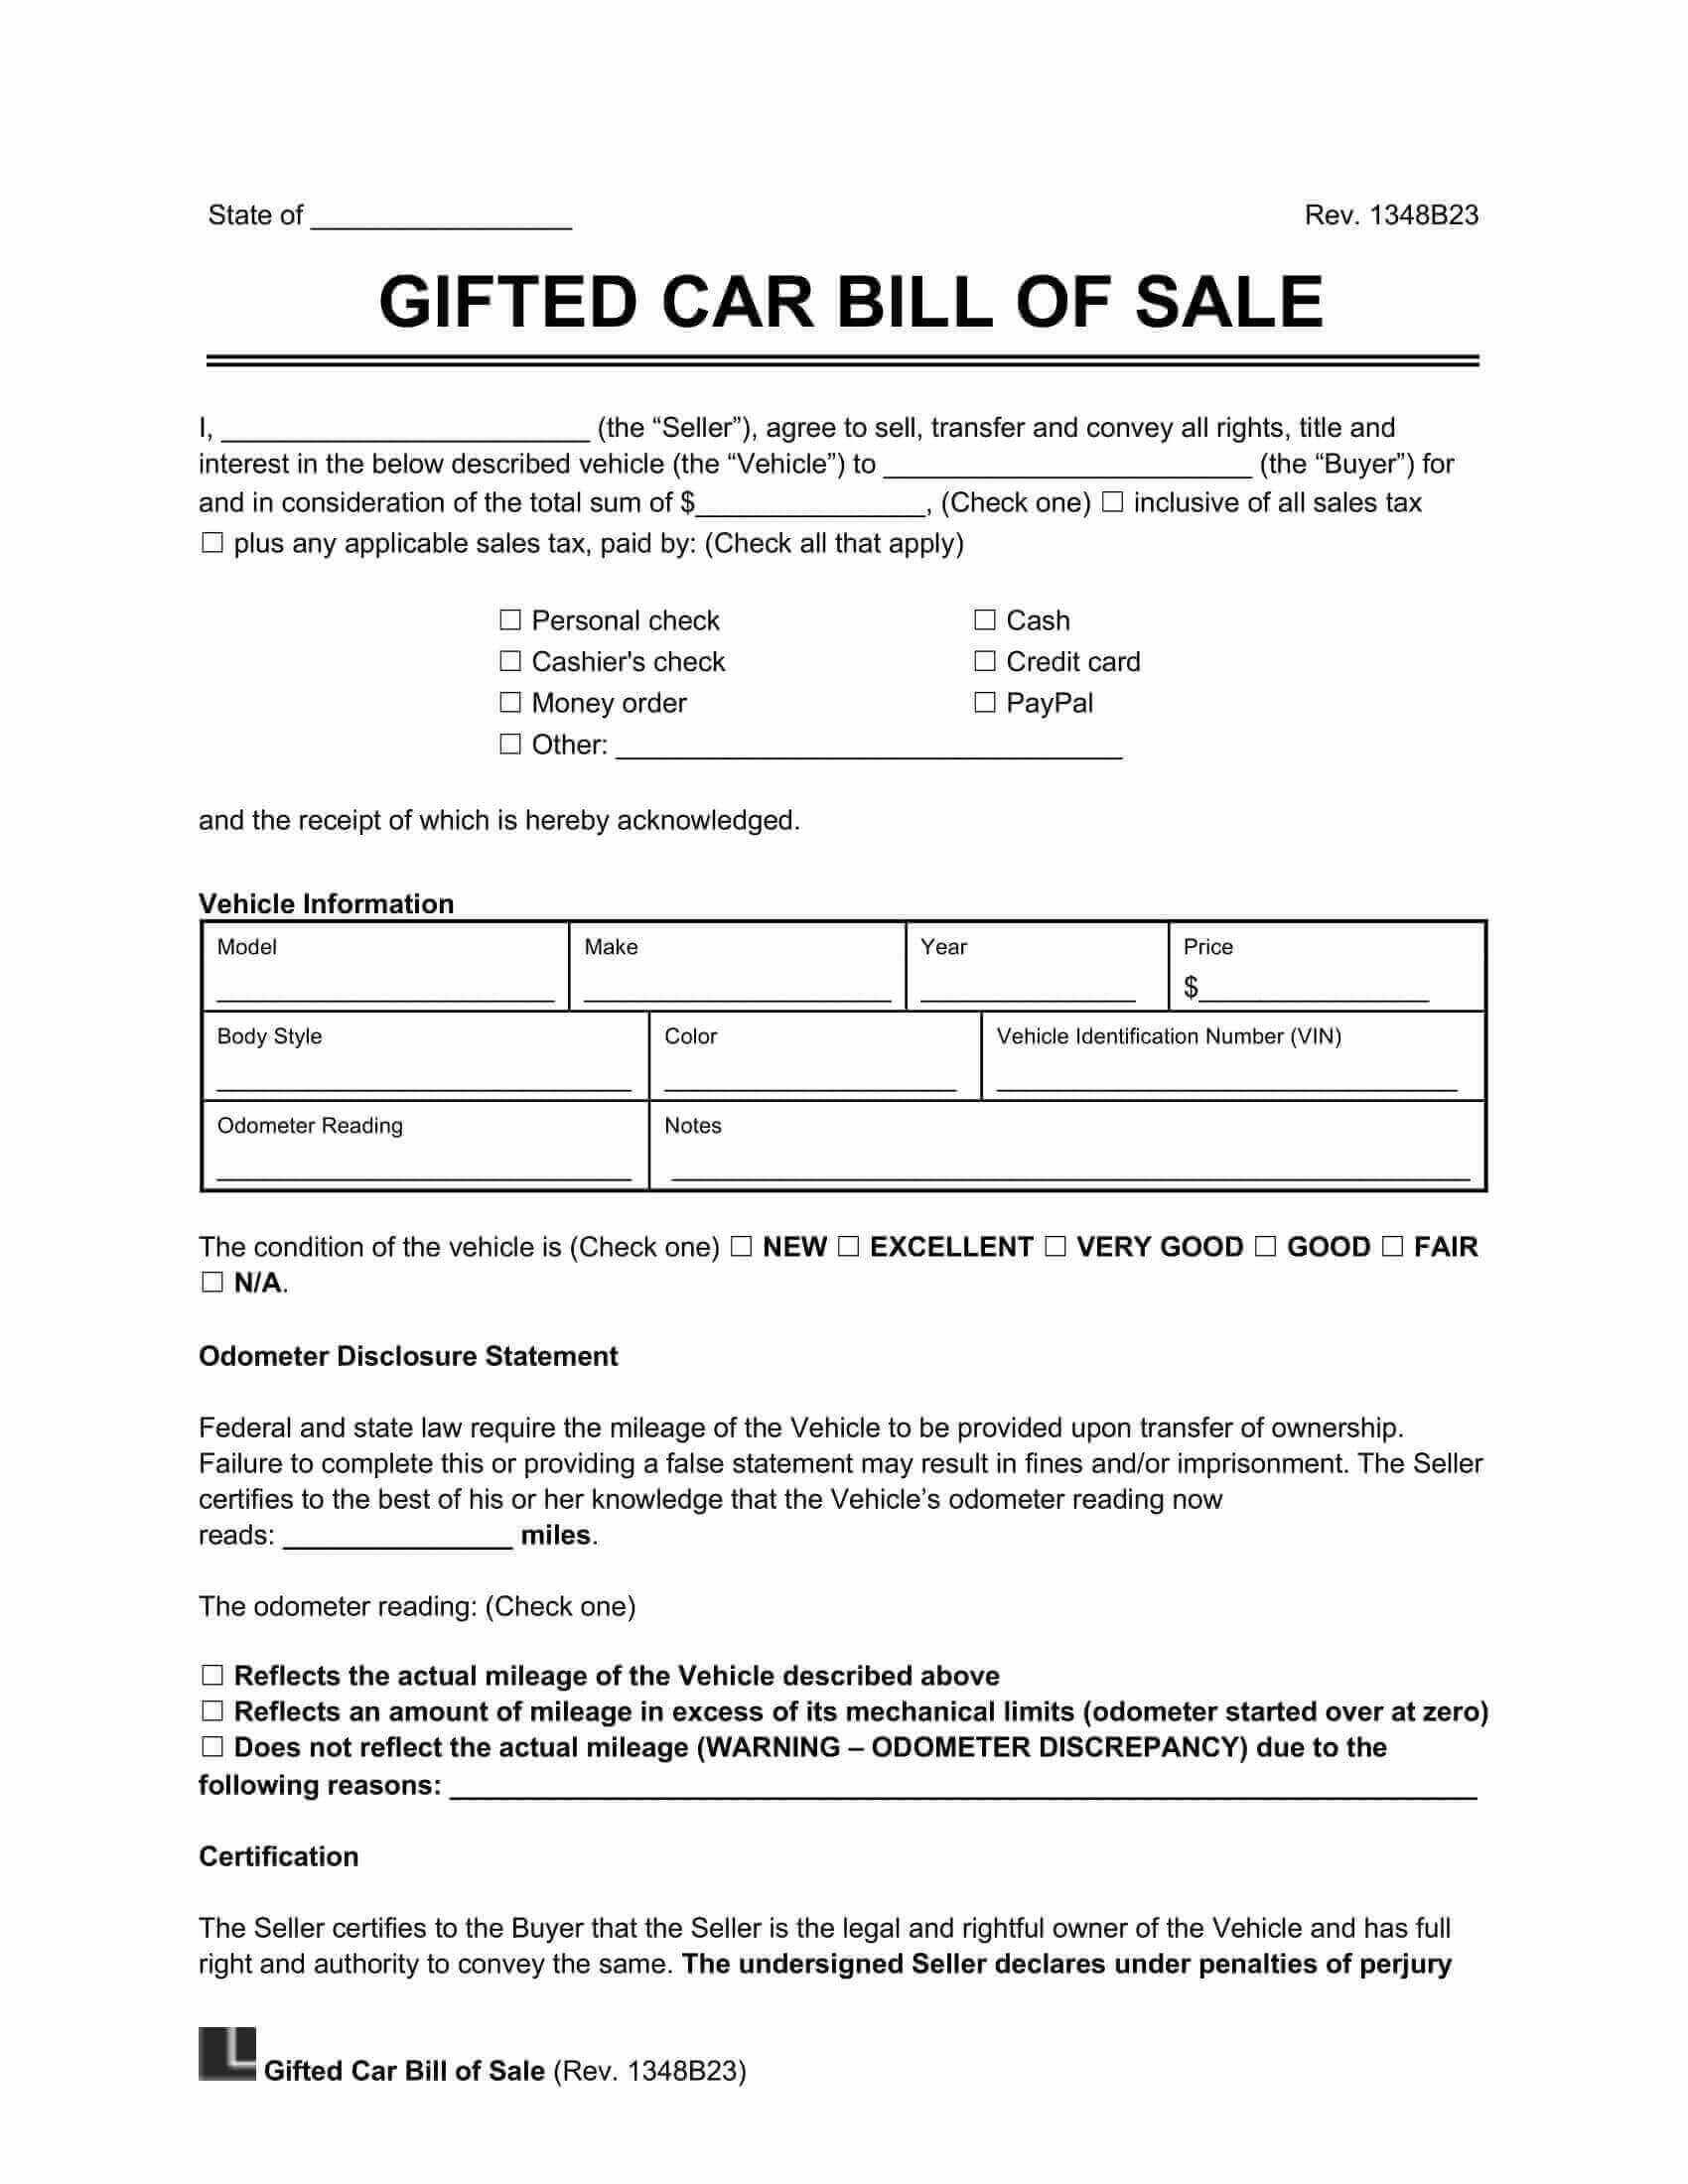 State of __________________ Rev. 1348B23
GIFTED CAR BILL OF SALE
I, ________________________ (the “Seller”), agree to sell, transfer and convey all rights, title and
interest in the below described vehicle (the “Vehicle”) to ________________________ (the “Buyer”) for
and in consideration of the total sum of $_______________, (Check one) ☐ inclusive of all sales tax
☐ plus any applicable sales tax, paid by: (Check all that apply)
☐ Personal check ☐ Cash
☐ Cashier's check ☐ Credit card
☐ Money order ☐ PayPal
☐ Other: _________________________________
and the receipt of which is hereby acknowledged.
Vehicle Information
Model Make Year Price
$_______________
Body Style Color Vehicle Identification Number (VIN)
Odometer Reading Notes
The condition of the vehicle is (Check one) ☐ NEW ☐ EXCELLENT ☐ VERY GOOD ☐ GOOD ☐ FAIR
☐ N/A.
Odometer Disclosure Statement
Federal and state law require the mileage of the Vehicle to be provided upon transfer of ownership.
Failure to complete this or providing a false statement may result in fines and/or imprisonment. The Seller
certifies to the best of his or her knowledge that the Vehicle’s odometer reading now
reads: _______________ miles.
The odometer reading: (Check one)
☐ Reflects the actual mileage of the Vehicle described above
☐ Reflects an amount of mileage in excess of its mechanical limits (odometer started over at zero)
☐ Does not reflect the actual mileage (WARNING – ODOMETER DISCREPANCY) due to the
following reasons: ___________________________________________________________________
Certification
The Seller certifies to the Buyer that the Seller is the legal and rightful owner of the Vehicle and has full
right and authority to convey the same. The undersigned Seller declares under penalties of perjury
Gifted Car Bill of Sale (Rev. 1348B23)